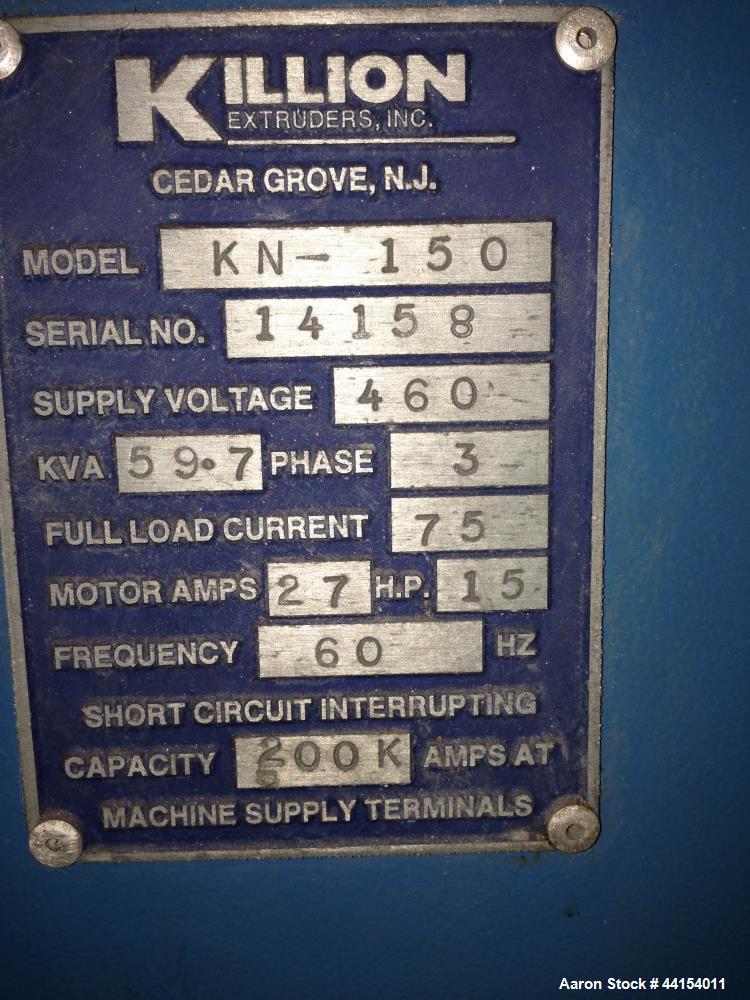 KILLION
EXTRUDERS, INC.
CEDAR GROVE, N.J.
MODEL KN- 150
SERIAL NO. 14158
SUPPLY VOLTAGE 460
KVA 59.7 PHASE 3
FULL LOAD CURRENT 75
MOTOR AMPS 27 H.P. 15
FREQUENCY 60 HZ
SHORT CIRCUIT INTERRUPTING
CAPACITY 200K AMPS AT
MACHINE SUPPLY TERMINALS
Aaron Stock # 44154011